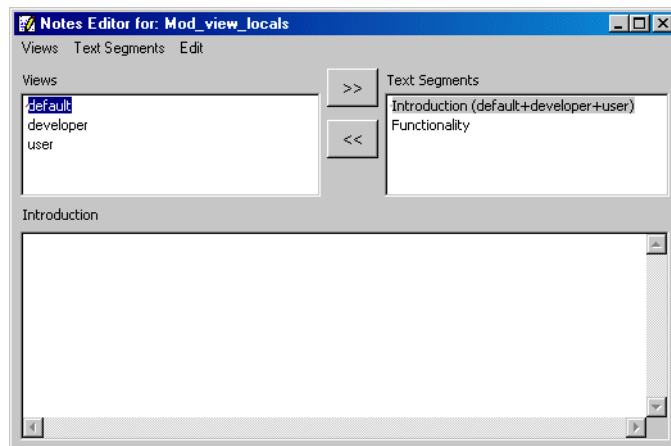 Notes Editor for: Mod_view_locals
Views Text Segments Edit
Views
>>
Text Segments
default
developer
user
<<
Introduction (default+developer+user)
Functionality
Introduction